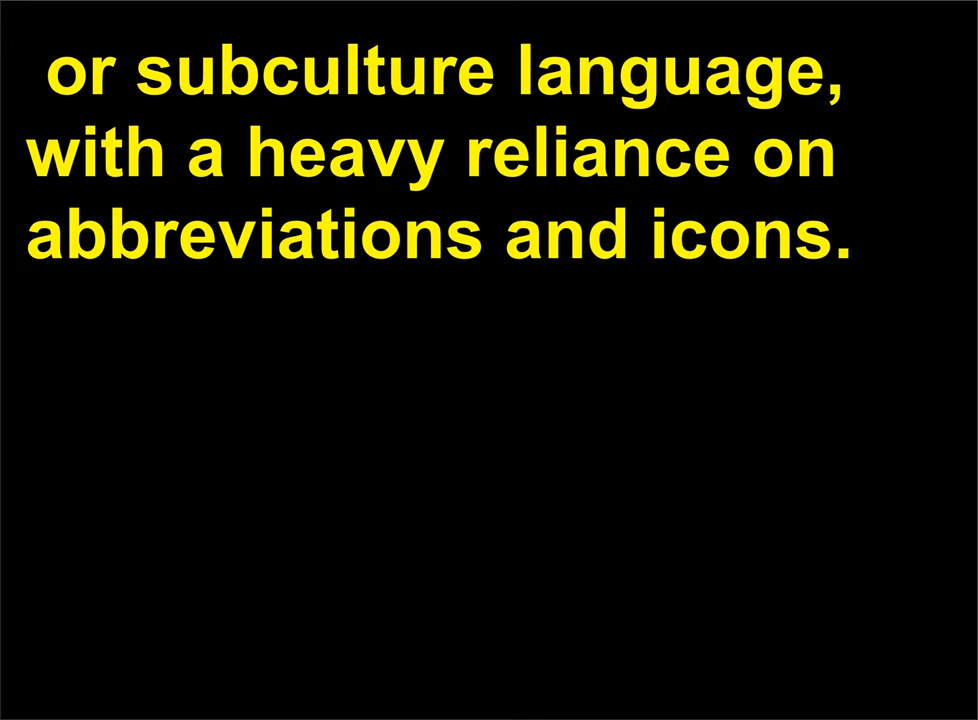 or subculture language,
with a heavy reliance on
abbreviations and icons.